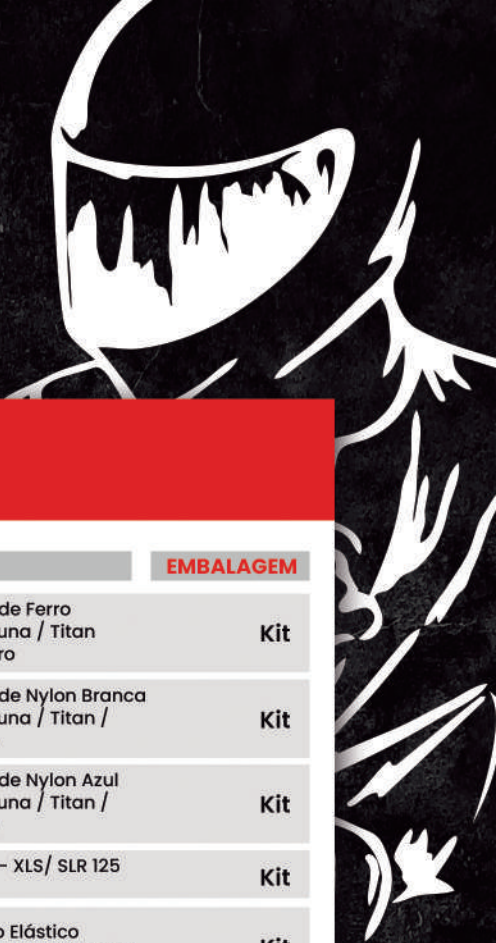 EMBALAGEM
de Ferro
una / Titan
ro
Kit
de Nylon Branca
una / Titan /
Kit
de Nylon Azul
una / Titan /
Kit
- XLS/ SLR 125
Kit
o Elástico
Kit